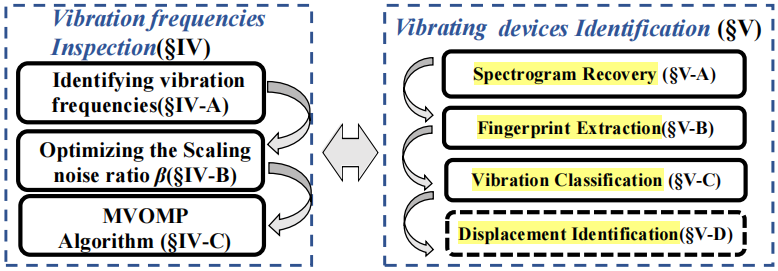 Vibration frequencies
Inspection(§IV)
Identifying vibration
frequencies(§IV-A)
Optimizing the Scaling
noise ratio β(§IV-B)
MVOMP
Algorithm (§IV-C)
Vibrating devices Identification (§V)
Spectrogram Recovery (§V-A)
Fingerprint Extraction(§V-B)
Vibration Classification (§V-C)
Displacement Identification(§V-D)